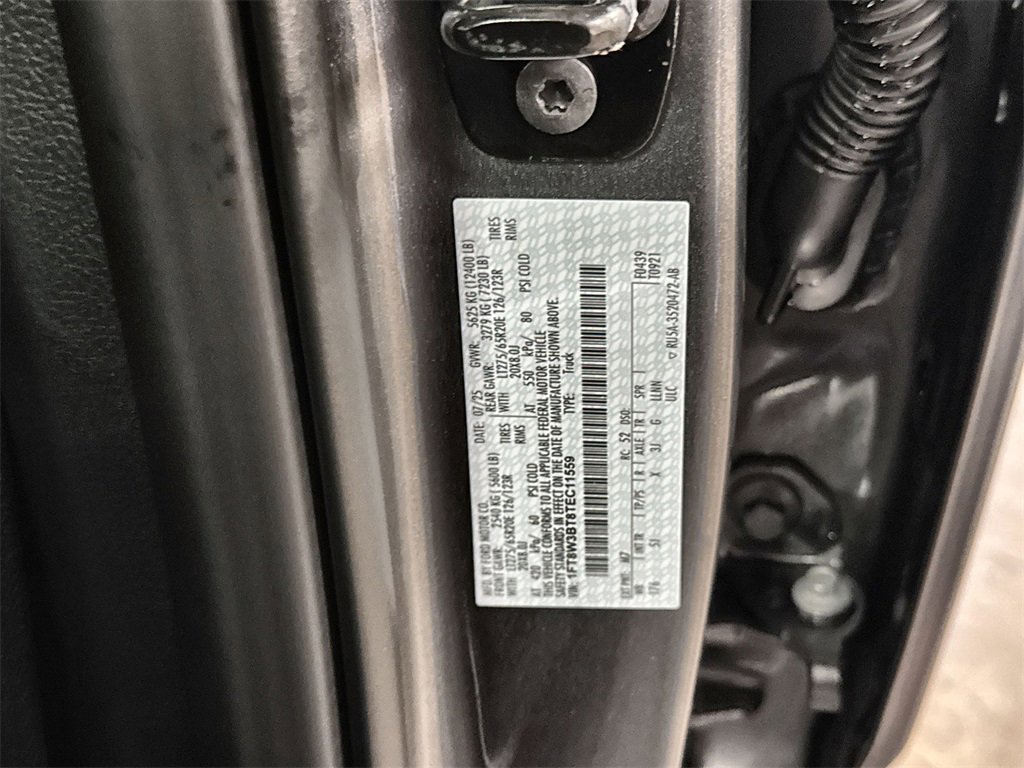 MFD. BY FORD MOTOR CO. DATE: 07/25 GVWR: 5625 KG (12400 LB)
FRONT GAWR: 2540 KG (5600 LB) REAR GAWR: 3279 KG (7230 LB)
WITH LT275/65R20E 126/123R TIRES WITH LT275/65R20E 126/123R TIRES
20X8.0J RIMS 20X8.0J RIMS
AT 420 kPa/ 60 PSI COLD AT 550 kPa/ 80 PSI COLD
THIS VEHICLE CONFORMS TO ALL APPLICABLE FEDERAL MOTOR VEHICLE
SAFETY STANDARDS IN EFFECT ON THE DATE OF MANUFACTURE SHOWN ABOVE.
VIN: 1FT8W3BT8TEC11559 TYPE: Truck
EXT PNT: M7 RC: 52 DSO: F0439
WB INT TR TP/PS R AXLE TR SPR T0921
176 SJ X 3J G LLNN
ULC ▽RU5A-3520472-AB